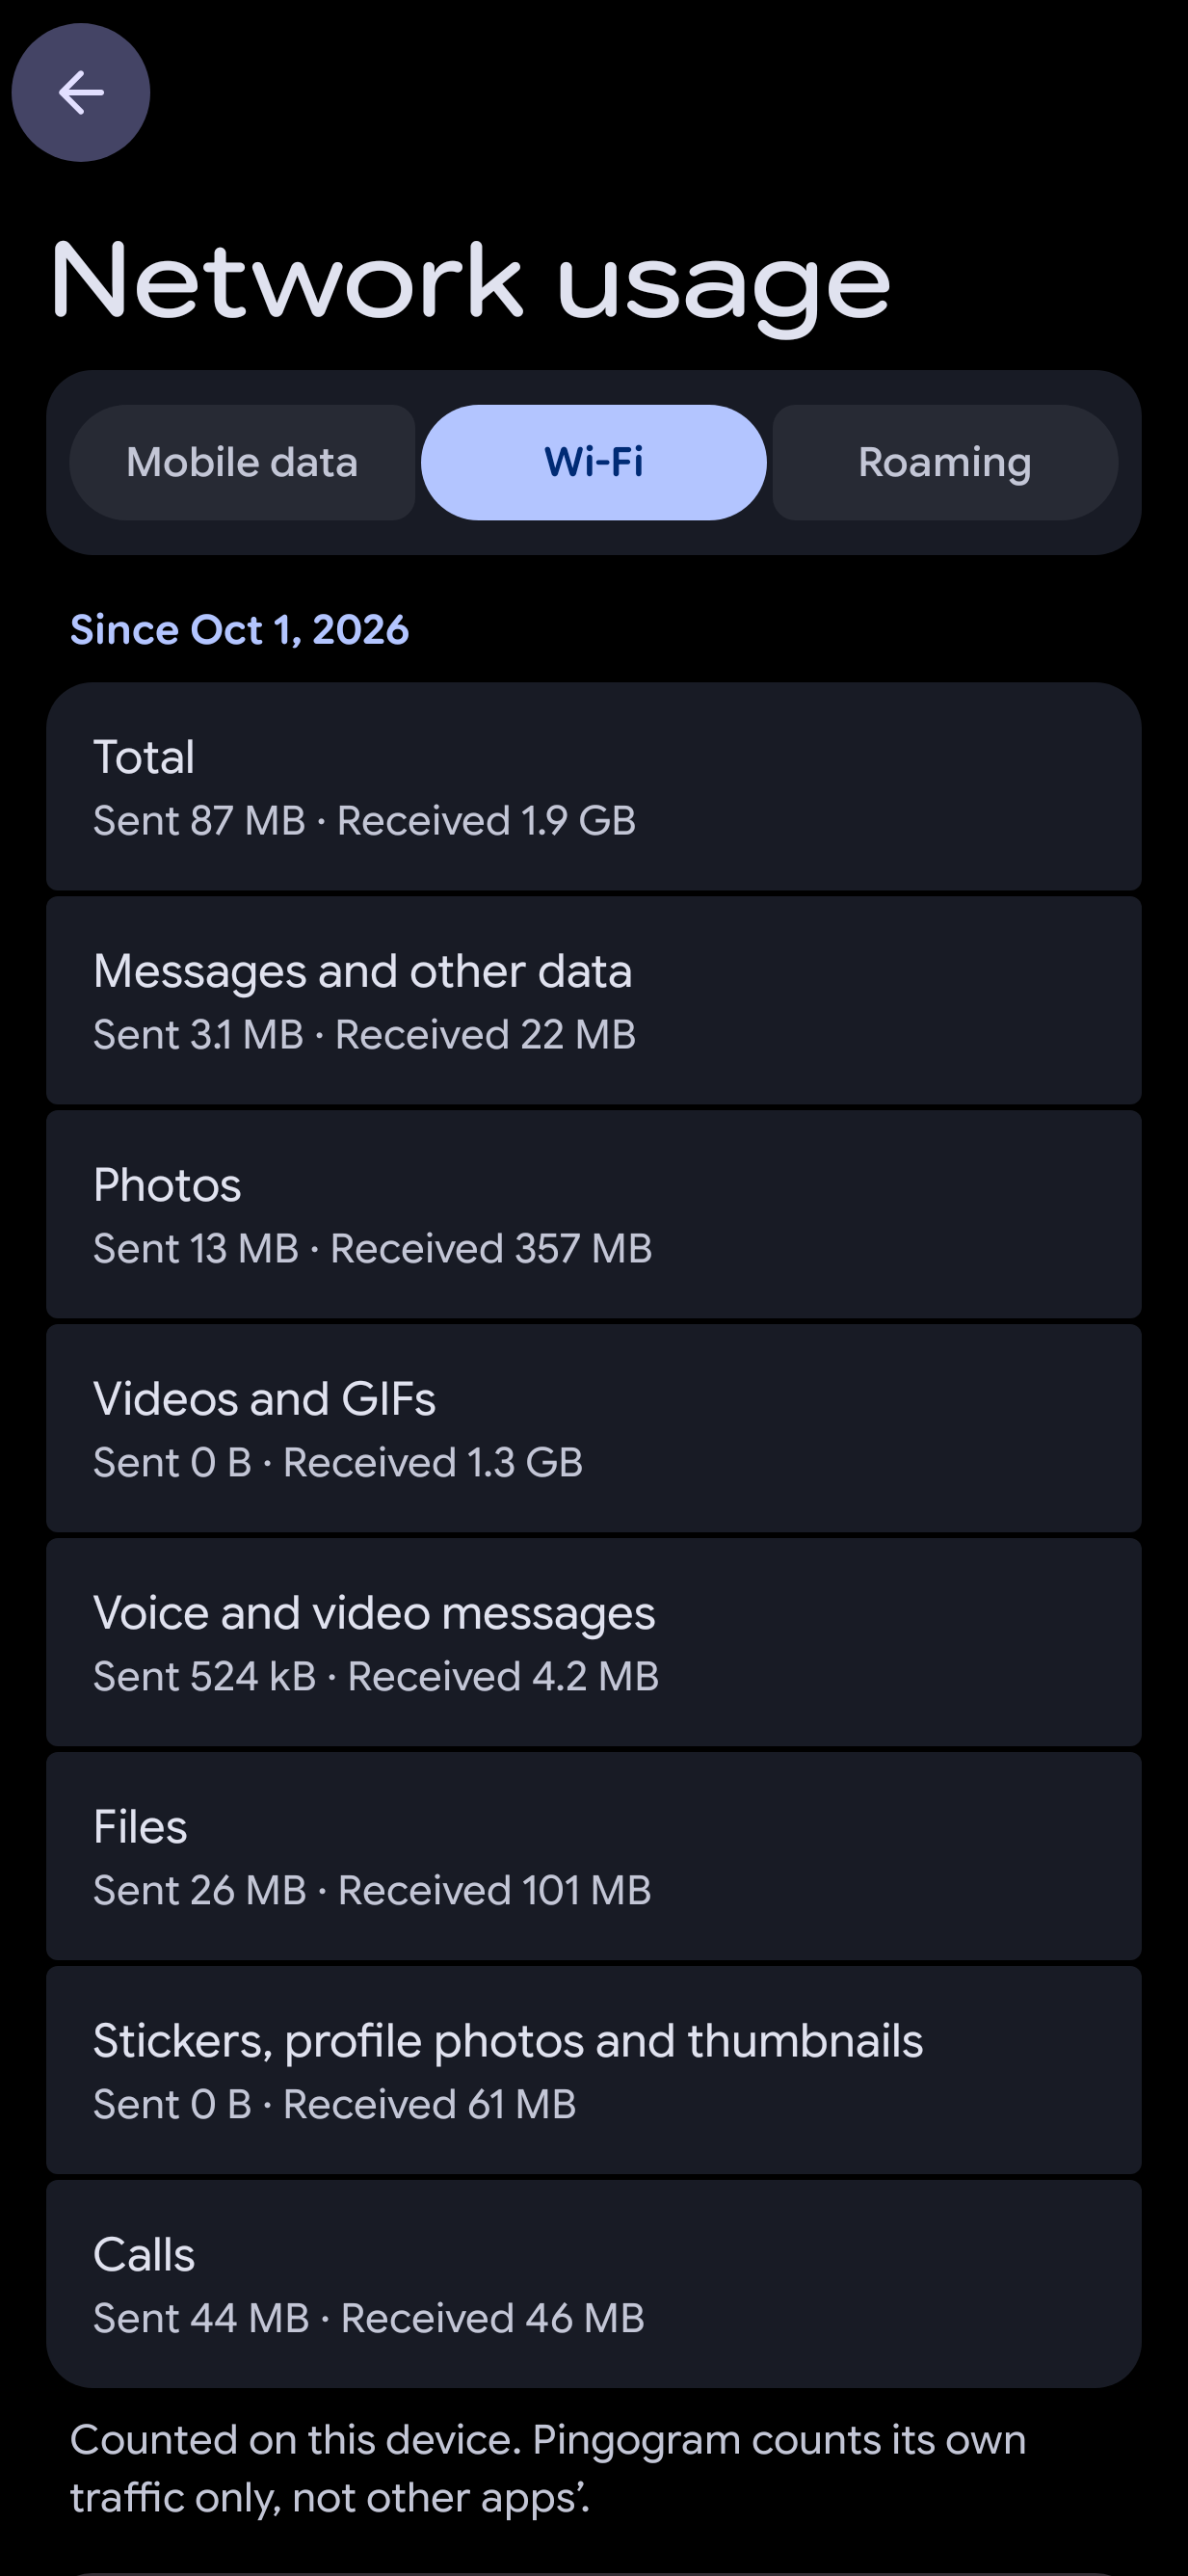 Network usage
Mobile data
Wi-Fi
Roaming
Since Oct 1, 2026
Total
Sent 87 MB · Received 1.9 GB
Messages and other data
Sent 3.1 MB · Received 22 MB
Photos
Sent 13 MB · Received 357 MB
Videos and GIFs
Sent 0 B · Received 1.3 GB
Voice and video messages
Sent 524 kB · Received 4.2 MB
Files
Sent 26 MB · Received 101 MB
Stickers, profile photos and thumbnails
Sent 0 B · Received 61 MB
Calls
Sent 44 MB · Received 46 MB
Counted on this device. Pingogram counts its own
traffic only, not other apps’.